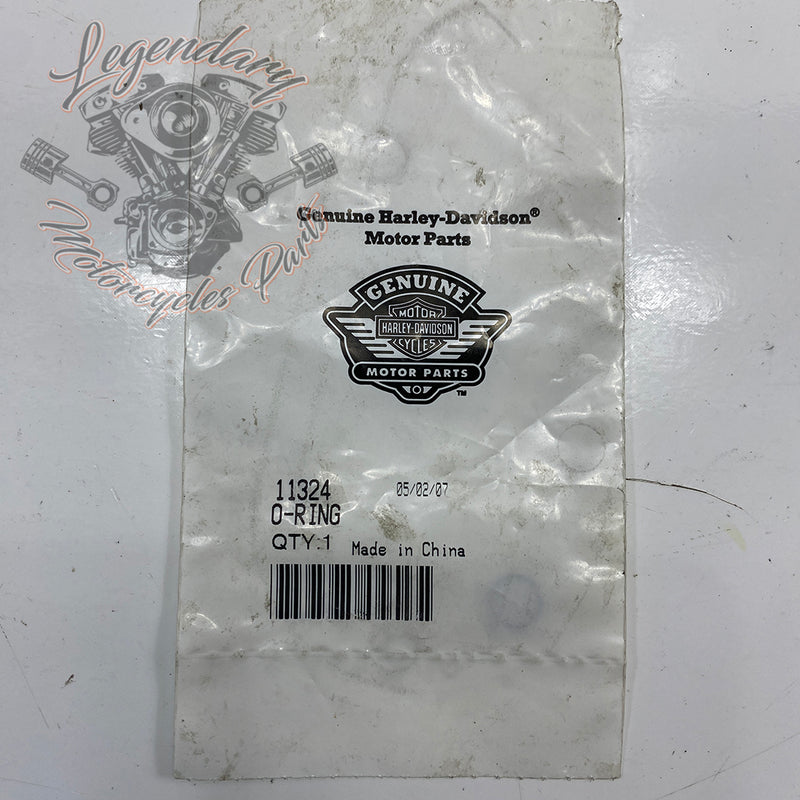 Legendary
Motorcycles Parts
Genuine Harley-Davidson®
Motor Parts
GENUINE
MOTOR
HARLEY-DAVIDSON
CYCLES
MOTOR PARTS
TM
11324 05/02/07
O-RING
QTY:1 Made in China